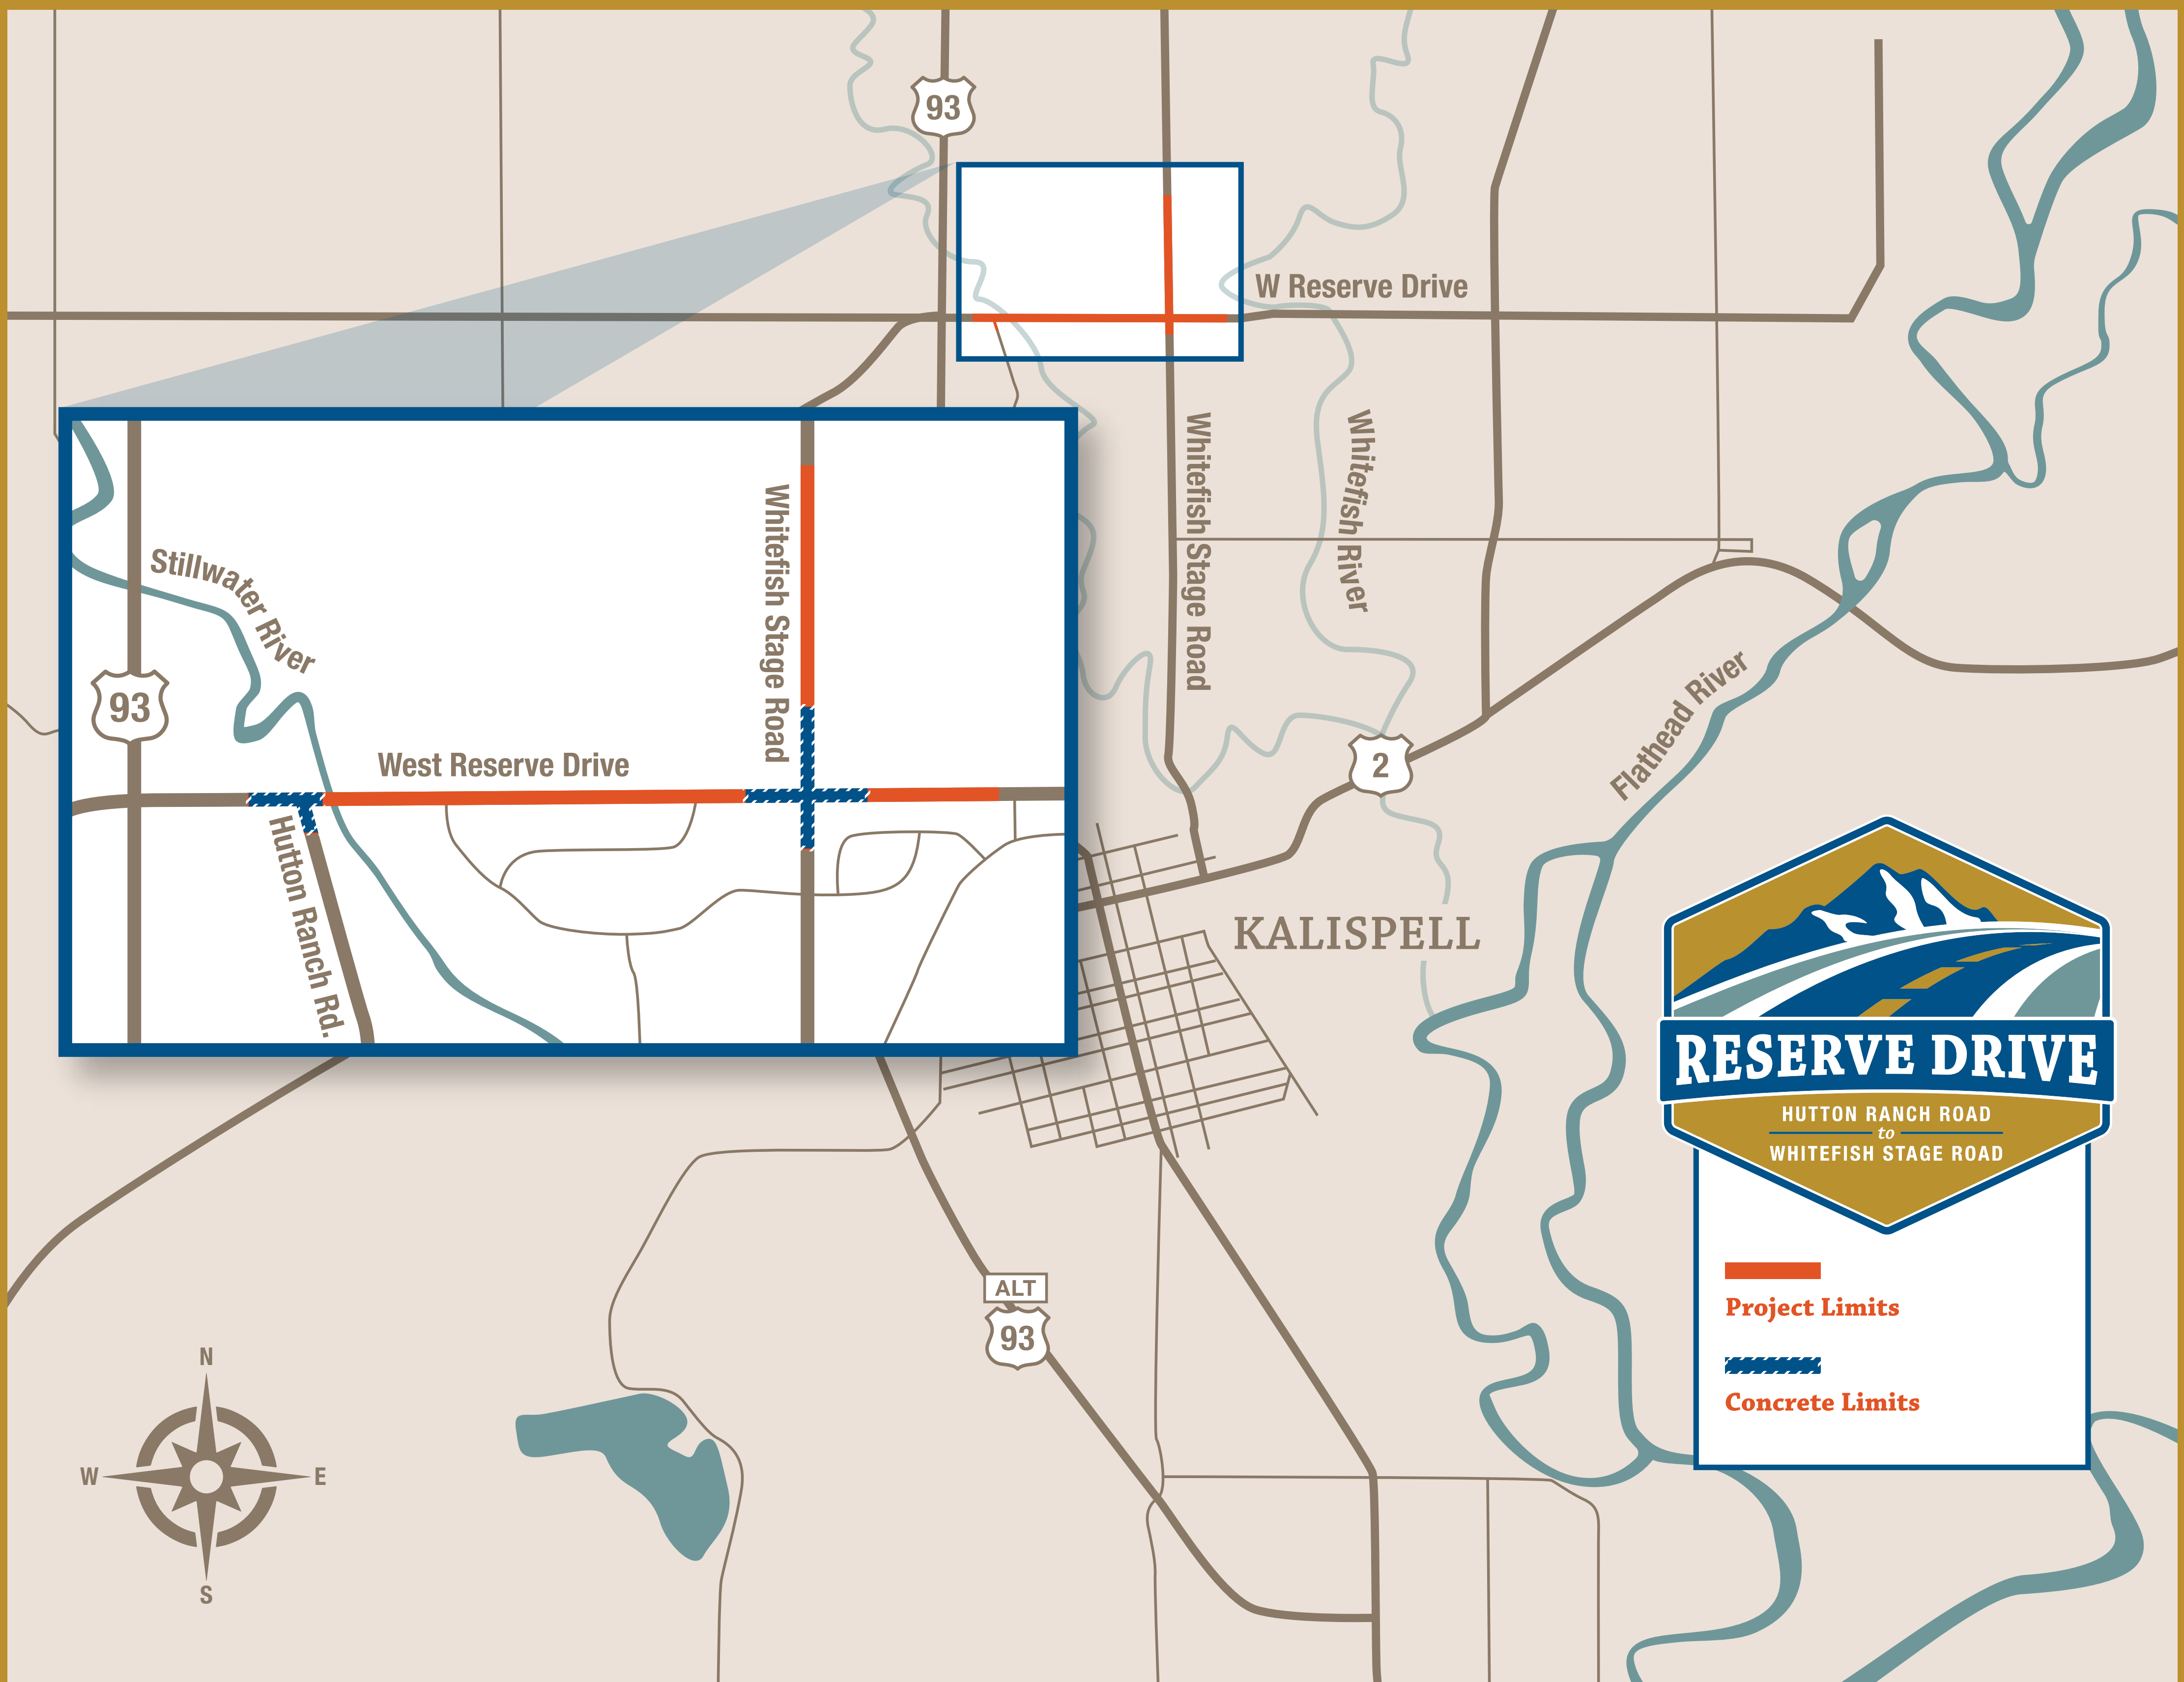 93
W Reserve Drive
Whitefish Stage Road
Whitefish River
Stillwater River
Whitefish Stage Road
93
West Reserve Drive
Hutton Ranch Rd.
2
Flathead River
KALISPELL
RESERVE DRIVE
HUTTON RANCH ROAD
to
WHITEFISH STAGE ROAD
Project Limits
Concrete Limits
ALT
93
N
W
E
S